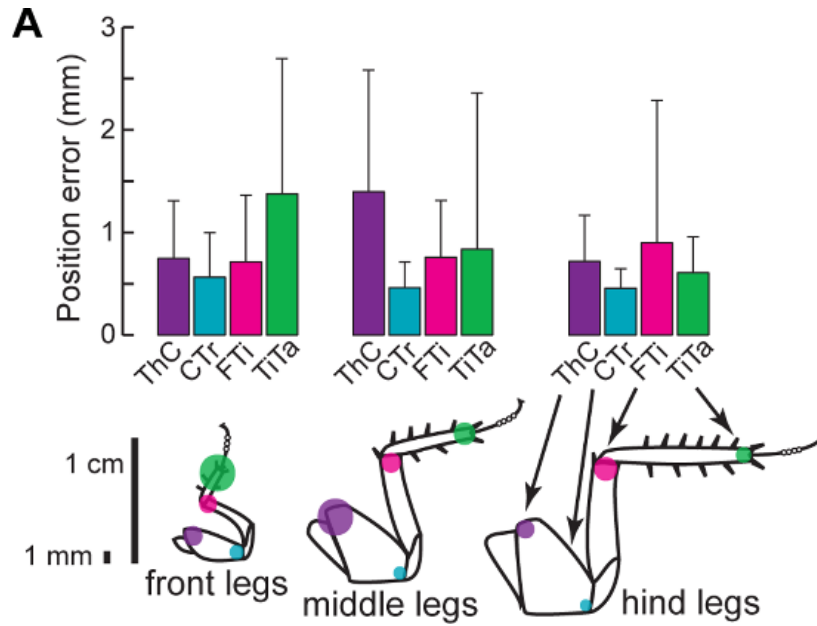 A
3
2
1
0
Position error (mm)
ThC CTr FTi TiTa
ThC CTr FTi TiTa
ThC CTr FTi TiTa
1 cm
1 mm
front legs
middle legs
hind legs